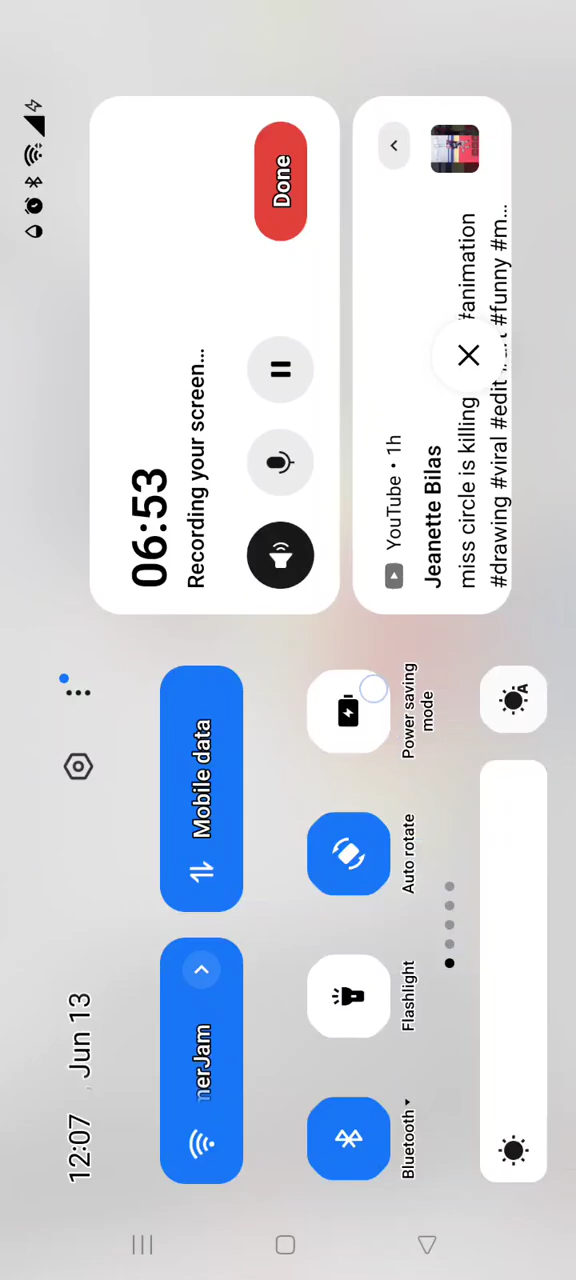 12:07 , Jun 13
nerJam
Mobile data
Bluetooth
Flashlight
Auto rotate
Power saving
mode
06:53
Recording your screen...
Done
YouTube • 1h
Jeanette Bilas
miss circle is killing #animation
#drawing #viral #edit #funny #m...
A